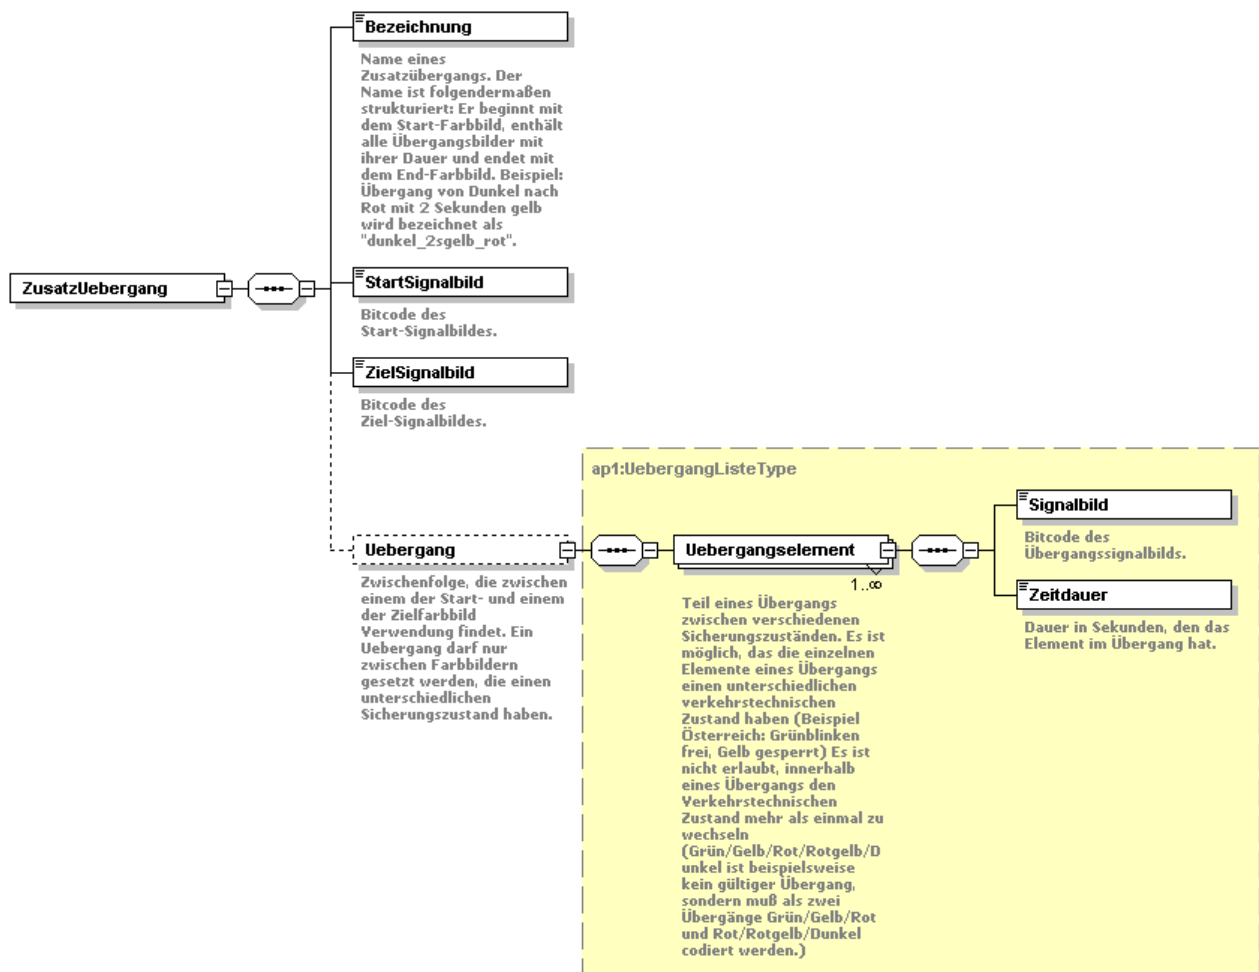 Bezeichnung
Name eines
Zusatzübergangs. Der
Name ist folgendermaßen
strukturiert: Er beginnt mit
dem Start-Farbbild, enthält
alle Übergangsbilder mit
ihrer Dauer und endet mit
dem End-Farbbild. Beispiel:
Übergang von Dunkel nach
Rot mit 2 Sekunden gelb
wird bezeichnet als
"dunkel_2sgelb_rot".
ZusatzUebergang
StartSignalbild
Bitcode des
Start-Signalbildes.
ZielSignalbild
Bitcode des
Ziel-Signalbildes.
ap1:UebergangListeType
Uebergang
Zwischenfolge, die zwischen
einem der Start- und einem
der Zielfarbbild
Verwendung findet. Ein
Uebergang darf nur
zwischen Farbbildern
gesetzt werden, die einen
unterschiedlichen
Sicherungszustand haben.
Uebergangselement
1..∞
Teil eines Übergangs
zwischen verschiedenen
Sicherungszuständen. Es ist
möglich, das die einzelnen
Elemente eines Übergangs
einen unterschiedlichen
verkehrstechnischen
Zustand haben (Beispiel
Österreich: Grünblinken
frei, Gelb gesperrt) Es ist
nicht erlaubt, innerhalb
eines Übergangs den
Verkehrstechnischen
Zustand mehr als einmal zu
wechseln
(Grün/Gelb/Rot/Rotgelb/D
unkel ist beispielsweise
kein gültiger Übergang,
sondern muß als zwei
Übergänge Grün/Gelb/Rot
und Rot/Rotgelb/Dunkel
codiert werden.)
Signalbild
Bitcode des
Übergangssignalbilds.
Zeitdauer
Dauer in Sekunden, den das
Element im Übergang hat.